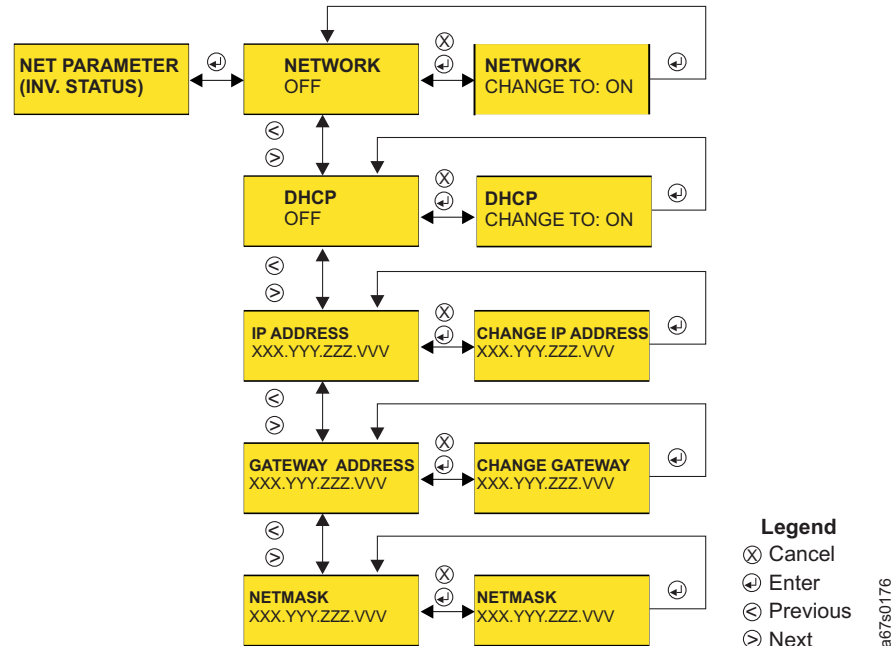 NET PARAMETER
(INV. STATUS)
NETWORK
OFF
NETWORK
CHANGE TO: ON
DHCP
OFF
DHCP
CHANGE TO: ON
IP ADDRESS
XXX.YYY.ZZZ.VVV
CHANGE IP ADDRESS
XXX.YYY.ZZZ.VVV
GATEWAY ADDRESS
XXX.YYY.ZZZ.VVV
CHANGE GATEWAY
XXX.YYY.ZZZ.VVV
NETMASK
XXX.YYY.ZZZ.VVV
NETMASK
XXX.YYY.ZZZ.VVV
Legend
Cancel
Enter
Previous
Next
a67s0176